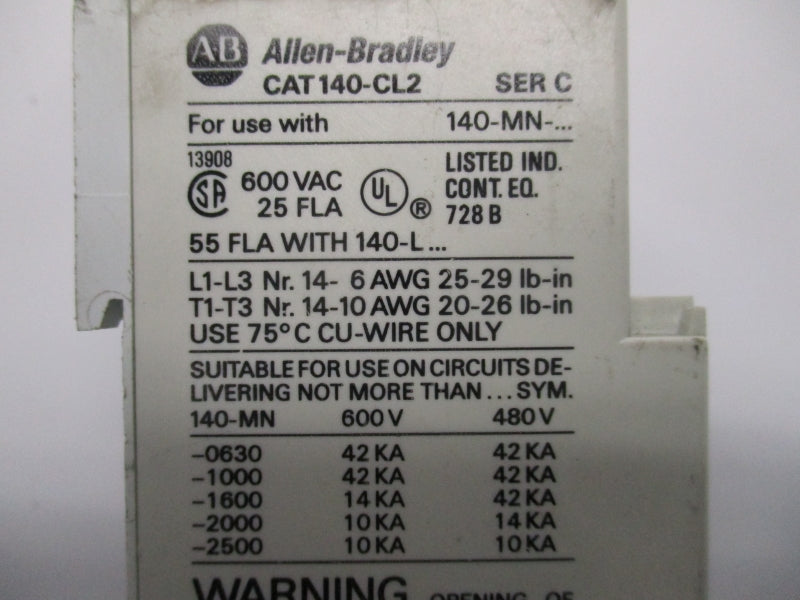 AB Allen-Bradley
CAT 140-CL2 SER C
For use with 140-MN-...
13908
SA 600 VAC UL ® LISTED IND.
25 FLA CONT. EQ.
728 B
55 FLA WITH 140-L...
L1-L3 Nr. 14- 6 AWG 25-29 lb-in
T1-T3 Nr. 14-10 AWG 20-26 lb-in
USE 75°C CU-WIRE ONLY
SUITABLE FOR USE ON CIRCUITS DE-
LIVERING NOT MORE THAN ... SYM.
140-MN 600 V 480 V
-0630 42 KA 42 KA
-1000 42 KA 42 KA
-1600 14 KA 42 KA
-2000 10 KA 14 KA
-2500 10 KA 10 KA
WARNING OPENING OF